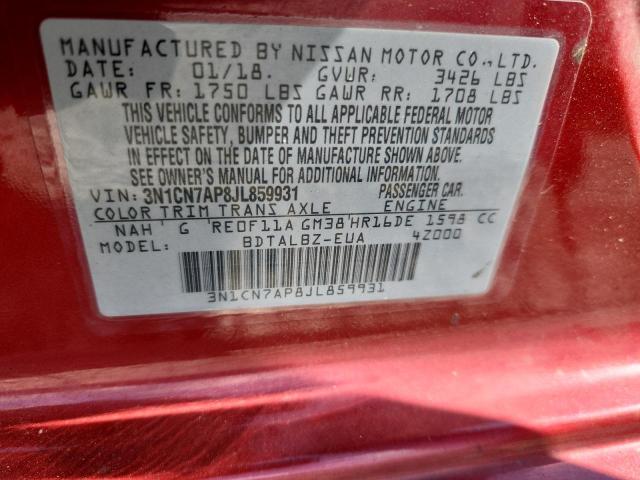 MANUFACTURED BY NISSAN MOTOR CO., LTD.
DATE: 01/18. GVWR: 3426 LBS
GAWR FR: 1750 LBS GAWR RR: 1708 LBS
THIS VEHICLE CONFORMS TO ALL APPLICABLE FEDERAL MOTOR
VEHICLE SAFETY, BUMPER AND THEFT PREVENTION STANDARDS
IN EFFECT ON THE DATE OF MANUFACTURE SHOWN ABOVE.
SEE OWNER'S MANUAL FOR ADDITIONAL INFORMATION.
VIN: 3N1CN7AP8JL859931 PASSENGER CAR.
COLOR TRIM TRANS AXLE ENGINE
NAH G RE0F11A GM38 HR16DE 1598 CC
MODEL: BDTALBZ-EUA 4Z000
3N1CN7AP8JL859931